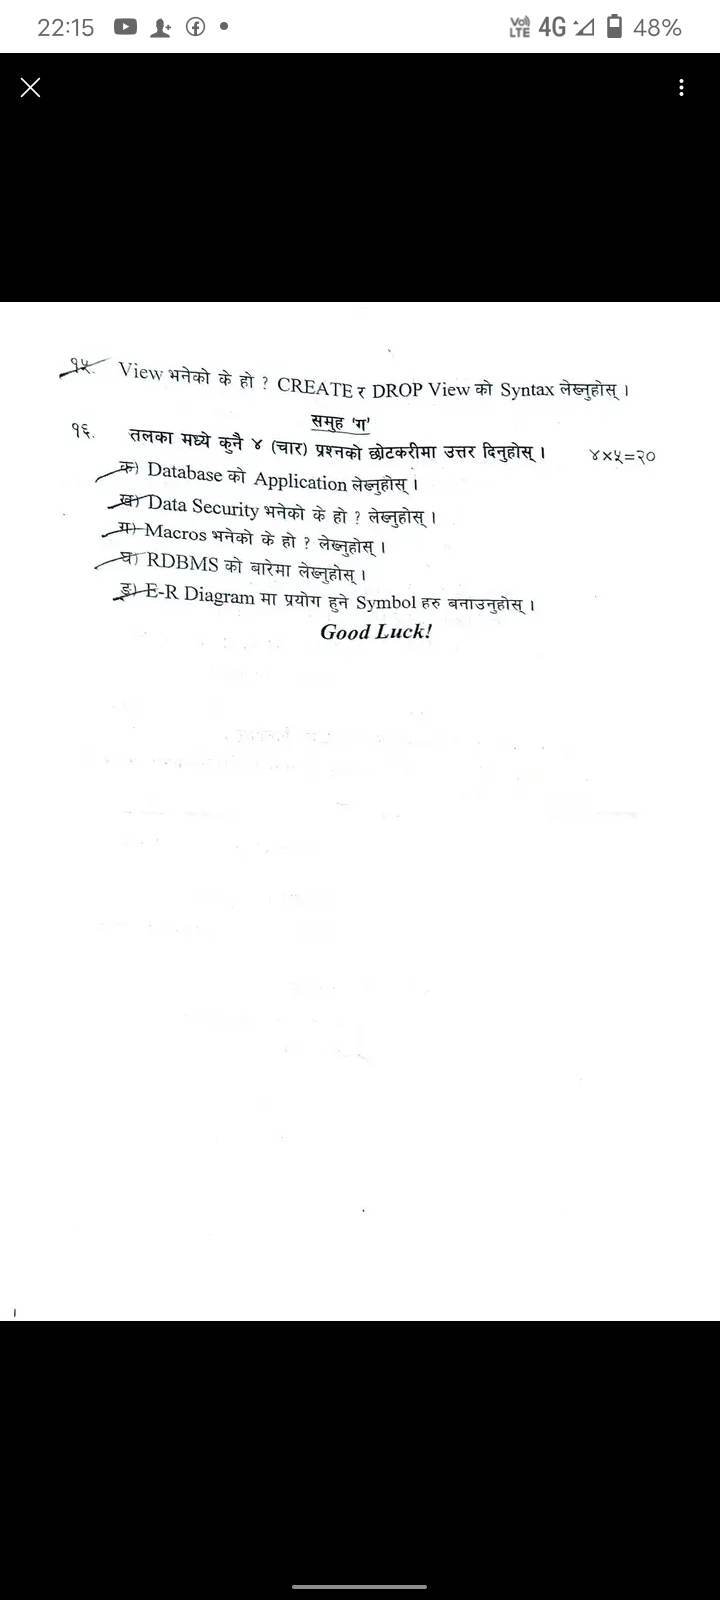 22:15
VoD LTE 4G 48%
१५. View भनेको के हो ? CREATE र DROP View को Syntax लेख्नुहोस् ।
समुह 'ग'
१६. तलका मध्ये कुनै ४ (चार) प्रश्नको छोटकरीमा उत्तर दिनुहोस् । ४×५=२०
क) Database को Application लेख्नुहोस् ।
ख) Data Security भनेको के हो ? लेख्नुहोस् ।
ग) Macros भनेको के हो ? लेख्नुहोस् ।
घ) RDBMS को बारेमा लेख्नुहोस् ।
ङ) E-R Diagram मा प्रयोग हुने Symbol हरु बनाउनुहोस् ।
Good Luck!